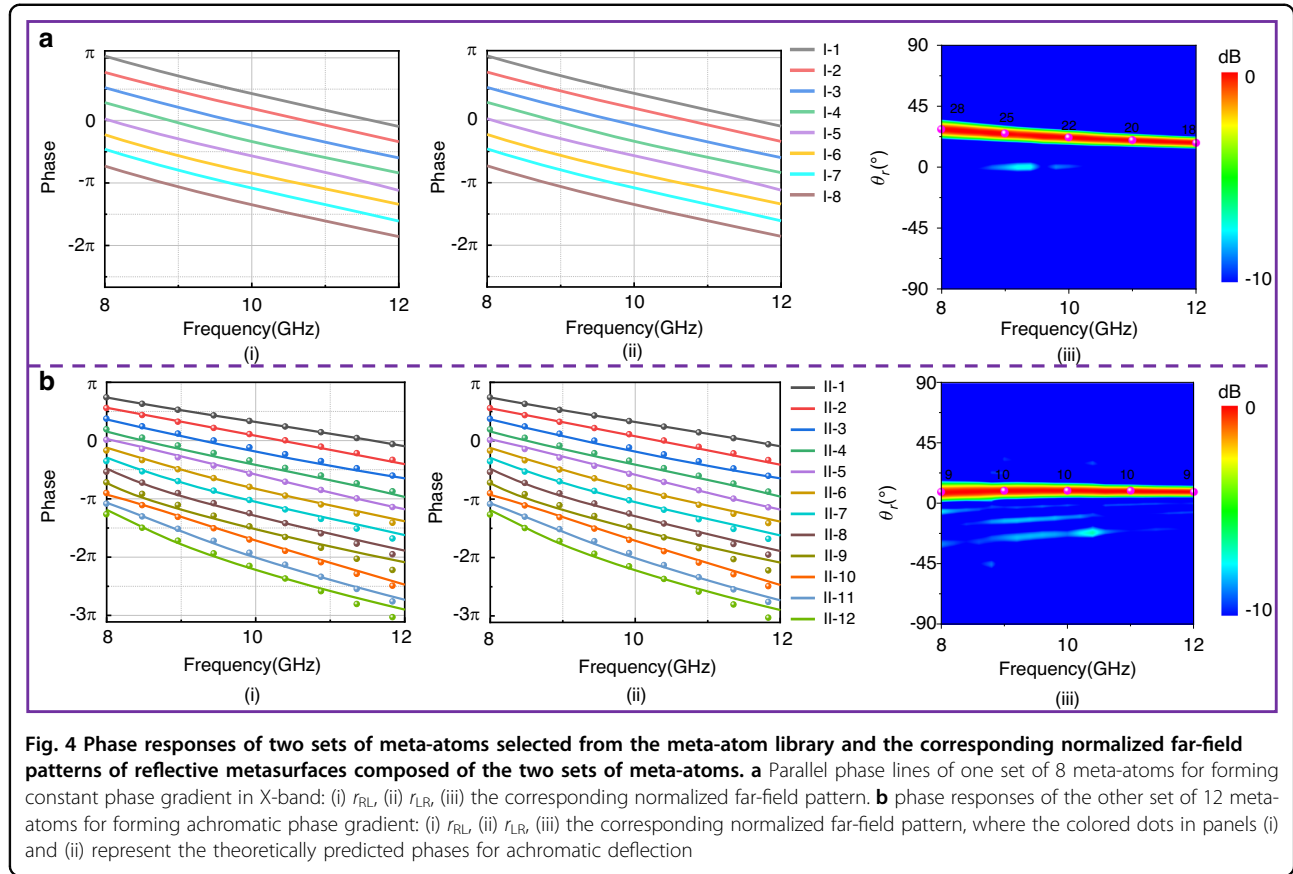 a
π
0
-π
-2π
Phase
8
10
12
Frequency(GHz)
(i)
π
0
-π
-2π
Phase
8
10
12
Frequency(GHz)
(ii)
I-1
I-2
I-3
I-4
I-5
I-6
I-7
I-8
90
45
0
-45
-90
θr(°)
28
25
22
20
18
8
10
12
Frequency(GHz)
(iii)
dB
0
-10
b
π
0
-π
-2π
-3π
Phase
8
10
12
Frequency(GHz)
(i)
π
0
-π
-2π
-3π
Phase
8
10
12
Frequency(GHz)
(ii)
II-1
II-2
II-3
II-4
II-5
II-6
II-7
II-8
II-9
II-10
II-11
II-12
90
45
0
-45
-90
θr(°)
9
10
10
10
9
8
10
12
Frequency(GHz)
(iii)
dB
0
-10
Fig. 4 Phase responses of two sets of meta-atoms selected from the meta-atom library and the corresponding normalized far-field
patterns of reflective metasurfaces composed of the two sets of meta-atoms. a Parallel phase lines of one set of 8 meta-atoms for forming
constant phase gradient in X-band: (i) rRL, (ii) rLR, (iii) the corresponding normalized far-field pattern. b phase responses of the other set of 12 meta-
atoms for forming achromatic phase gradient: (i) rRL, (ii) rLR, (iii) the corresponding normalized far-field pattern, where the colored dots in panels (i)
and (ii) represent the theoretically predicted phases for achromatic deflection